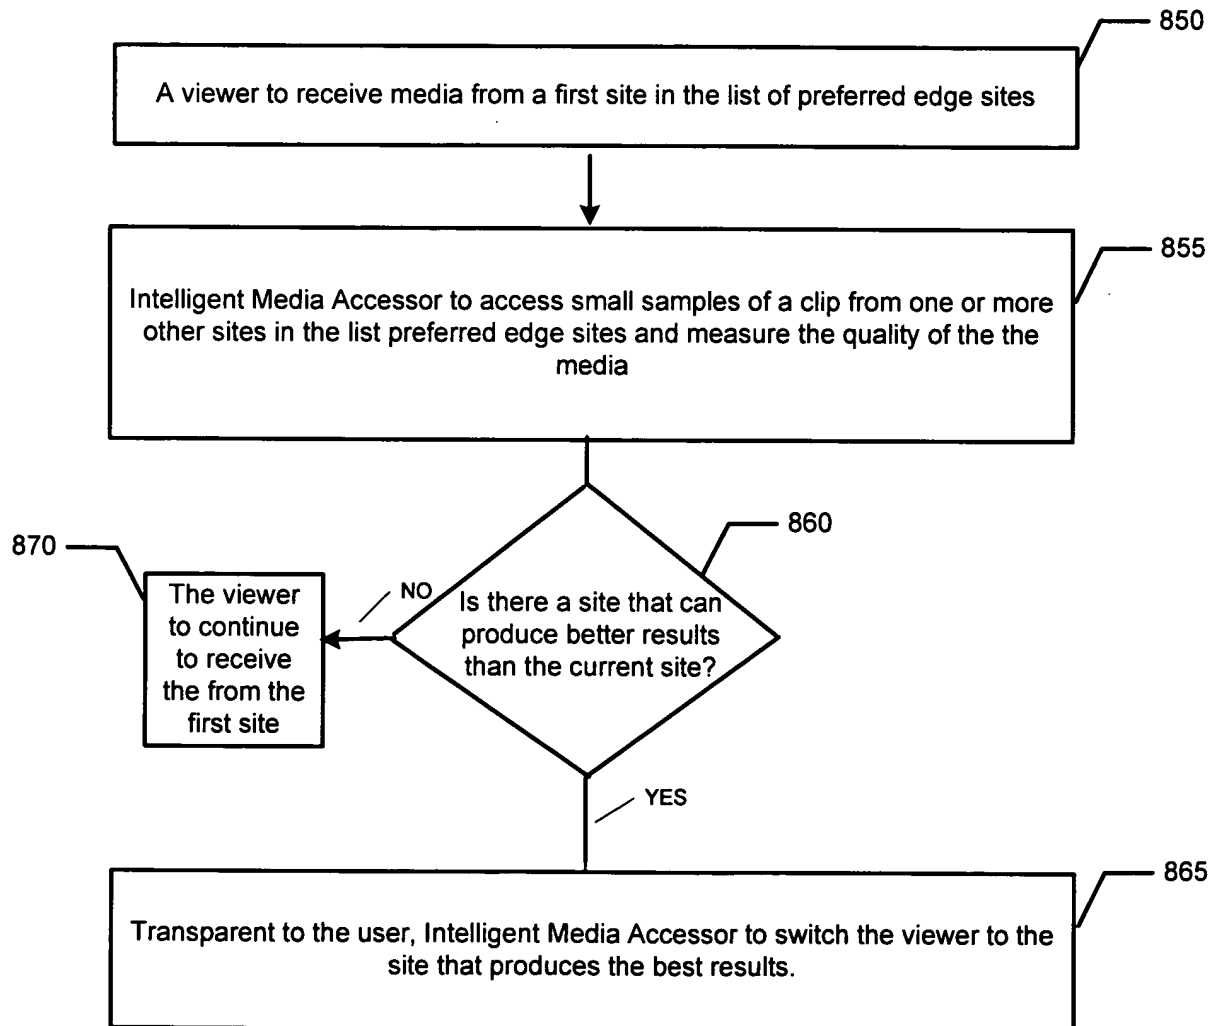 850
A viewer to receive media from a first site in the list of preferred edge sites
855
Intelligent Media Accessor to access small samples of a clip from one or more
other sites in the list preferred edge sites and measure the quality of the the
media
860
870
NO
The viewer
to continue
to receive
the from the
first site
Is there a site that can
produce better results
than the current site?
YES
865
Transparent to the user, Intelligent Media Accessor to switch the viewer to the
site that produces the best results.